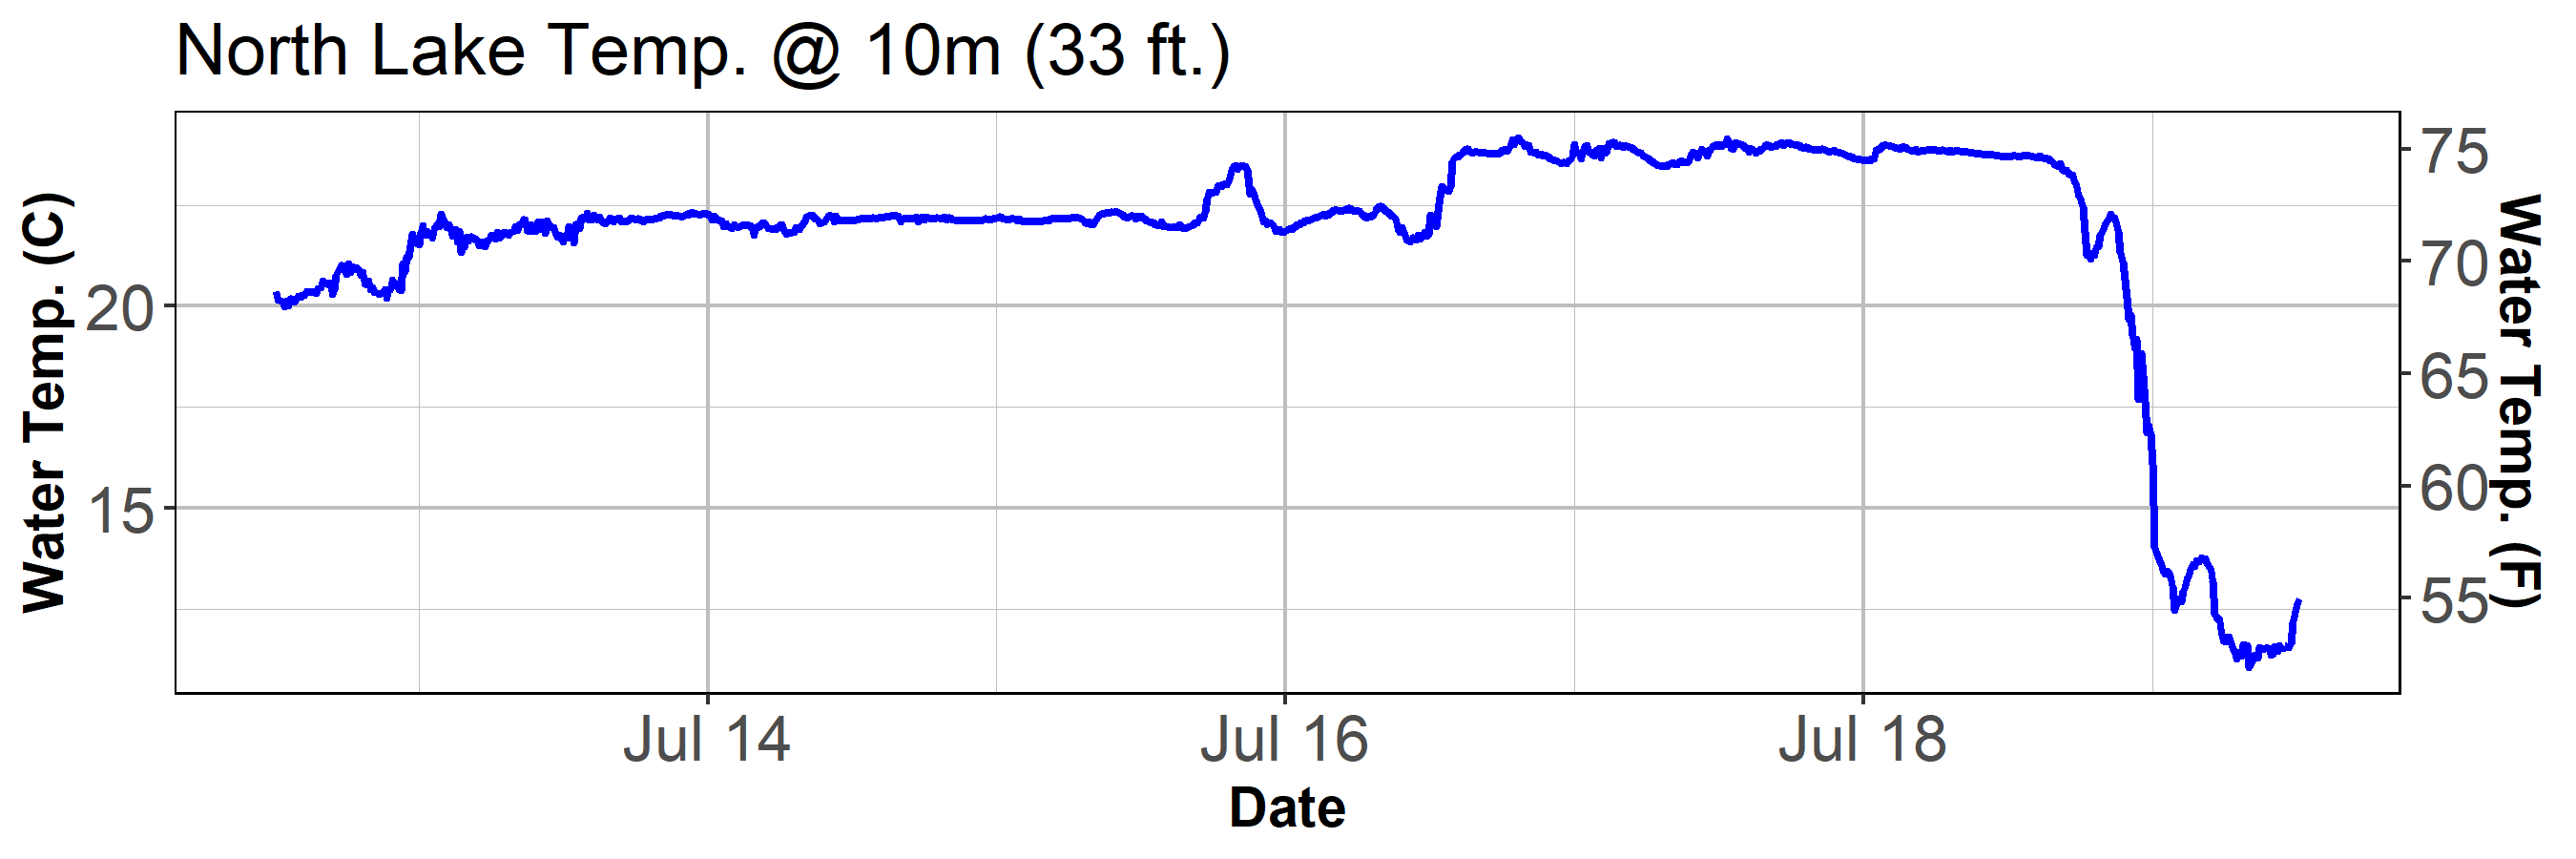 North Lake Temp. @ 10m (33 ft.)
Water Temp. (C)
20
15
75
70
65
60
55
Water Temp. (F)
Jul 14
Jul 16
Jul 18
Date